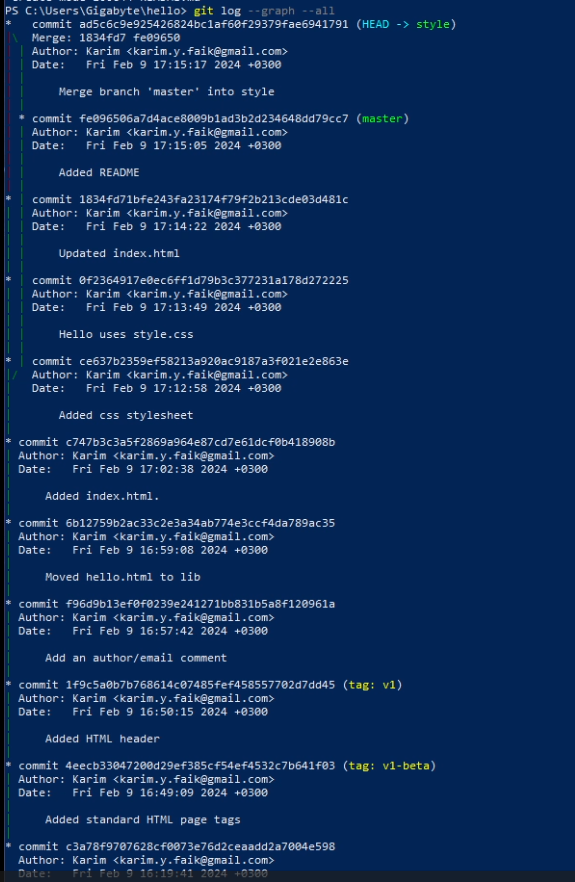 PS C:\Users\Gigabyte\hello> git log --graph --all
* commit ad5c6c9e925426824bc1af60f29379fae6941791 (HEAD -> style)
|\ Merge: 1834fd7 fe09650
| | Author: Karim <karim.y.faik@gmail.com>
| | Date: Fri Feb 9 17:15:17 2024 +0300
| |
| | Merge branch 'master' into style
| |
| * commit fe096506a7d4ace8009b1ad3b2d234648dd79cc7 (master)
| | Author: Karim <karim.y.faik@gmail.com>
| | Date: Fri Feb 9 17:15:05 2024 +0300
| |
| | Added README
| |
* | commit 1834fd71bfe243fa23174f79f2b213cde03d481c
| | Author: Karim <karim.y.faik@gmail.com>
| | Date: Fri Feb 9 17:14:22 2024 +0300
| |
| | Updated index.html
| |
* | commit 0f2364917e0ec6ff1d79b3c377231a178d272225
| | Author: Karim <karim.y.faik@gmail.com>
| | Date: Fri Feb 9 17:13:49 2024 +0300
| |
| | Hello uses style.css
| |
* | commit ce637b2359ef58213a920ac9187a3f021e2e863e
|/ Author: Karim <karim.y.faik@gmail.com>
| Date: Fri Feb 9 17:12:58 2024 +0300
|
| Added css stylesheet
|
* commit c747b3c3a5f2869a964e87cd7e61dcf0b418908b
| Author: Karim <karim.y.faik@gmail.com>
| Date: Fri Feb 9 17:02:38 2024 +0300
|
| Added index.html.
|
* commit 6b12759b2ac33c2e3a34ab774e3ccf4da789ac35
| Author: Karim <karim.y.faik@gmail.com>
| Date: Fri Feb 9 16:59:08 2024 +0300
|
| Moved hello.html to lib
|
* commit f96d9b13ef0f0239e241271bb831b5a8f120961a
| Author: Karim <karim.y.faik@gmail.com>
| Date: Fri Feb 9 16:57:42 2024 +0300
|
| Add an author/email comment
|
* commit 1f9c5a0b7b768614c07485fef458557702d7dd45 (tag: v1)
| Author: Karim <karim.y.faik@gmail.com>
| Date: Fri Feb 9 16:50:15 2024 +0300
|
| Added HTML header
|
* commit 4eecb33047200d29ef385cf54ef4532c7b641f03 (tag: v1-beta)
| Author: Karim <karim.y.faik@gmail.com>
| Date: Fri Feb 9 16:49:09 2024 +0300
|
| Added standard HTML page tags
|
* commit c3a78f9707628cf0073e76d2ceaadd2a7004e598
| Author: Karim <karim.y.faik@gmail.com>
| Date: Fri Feb 9 16:19:41 2024 +0300